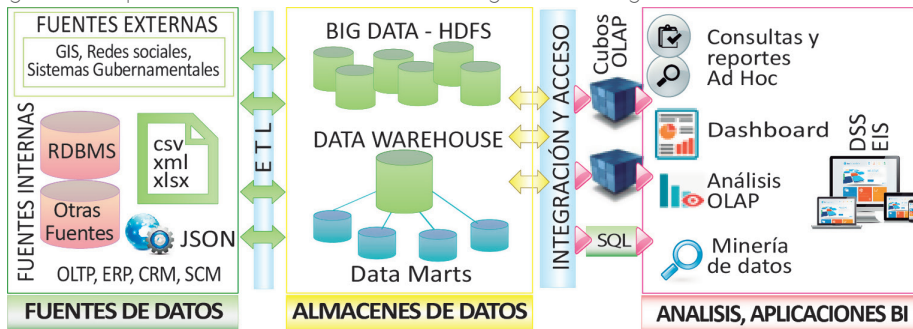 FUENTES EXTERNAS
GIS, Redes sociales,
Sistemas Gubernamentales
FUENTES INTERNAS
RDBMS
Otras
Fuentes
csv
xml
xlsx
JSON
OLTP, ERP, CRM, SCM
FUENTES DE DATOS
ETL
BIG DATA - HDFS
DATA WAREHOUSE
Data Marts
ALMACENES DE DATOS
INTEGRACIÓN Y ACCESO
Cubos
OLAP
SQL
Consultas y
reportes
Ad Hoc
Dashboard
Análisis
OLAP
Minería
de datos
DSS
EIS
ANALISIS, APLICACIONES BI